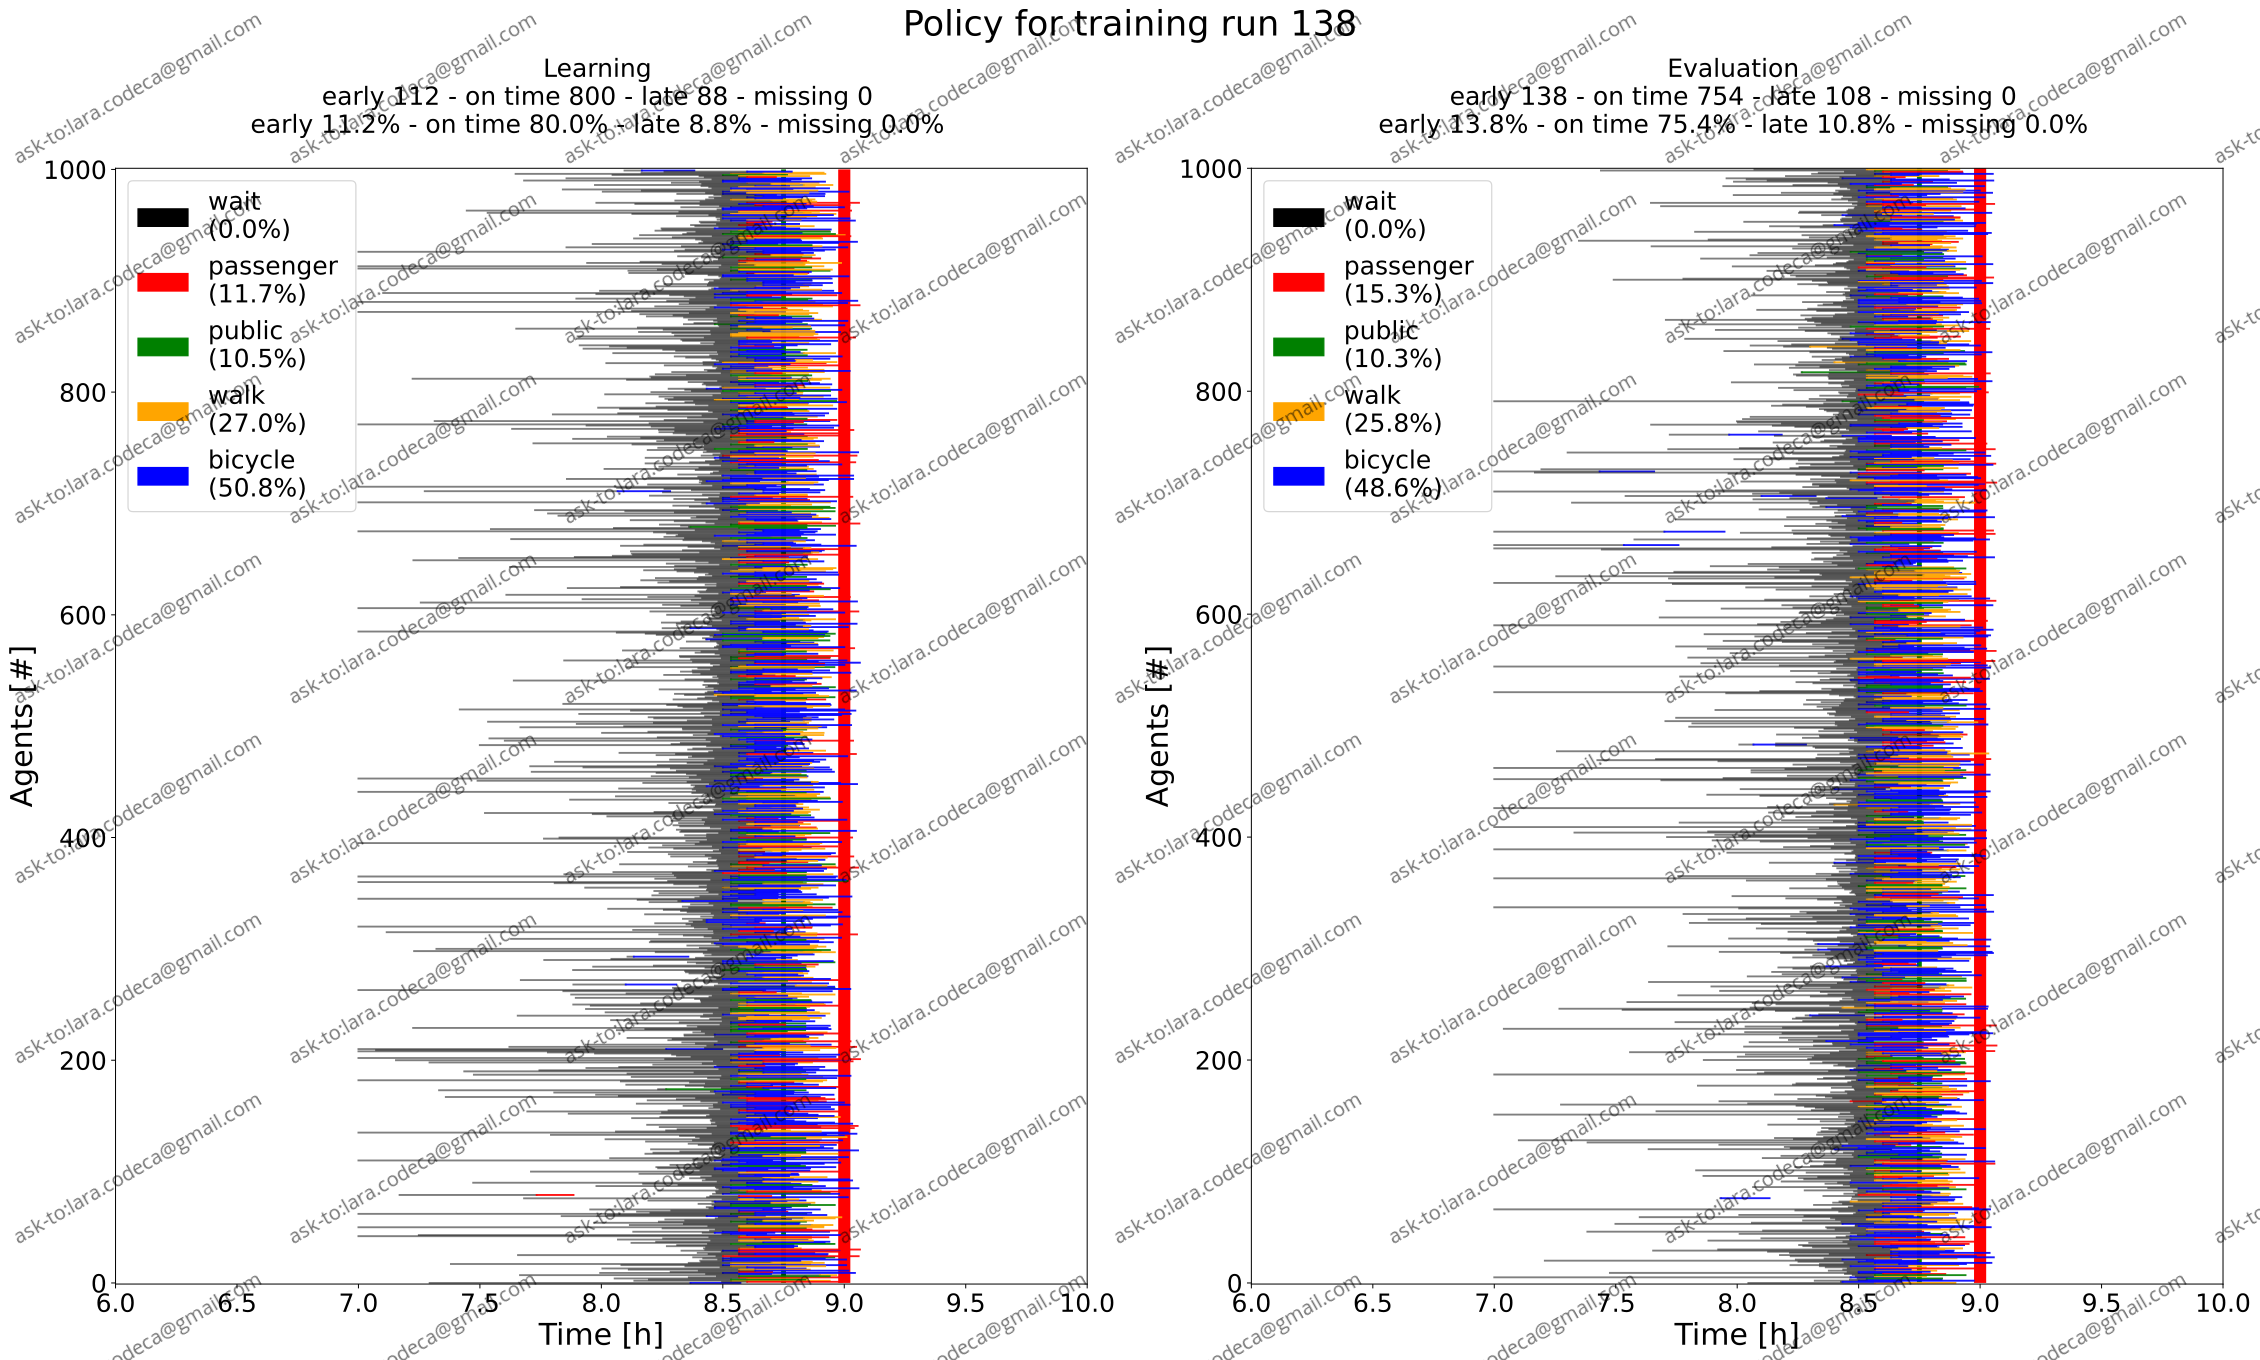 Policy for training run 138
Learning
early 112 - on time 800 - late 88 - missing 0
early 11.2% - on time 80.0% - late 8.8% - missing 0.0%
1000
800
600
400
200
0
Agents [#]
wait
(0.0%)
passenger
(11.7%)
public
(10.5%)
walk
(27.0%)
bicycle
(50.8%)
6.0 6.5 7.0 7.5 8.0 8.5 9.0 9.5 10.0
Time [h]
Evaluation
early 138 - on time 754 - late 108 - missing 0
early 13.8% - on time 75.4% - late 10.8% - missing 0.0%
1000
800
600
400
200
0
Agents [#]
wait
(0.0%)
passenger
(15.3%)
public
(10.3%)
walk
(25.8%)
bicycle
(48.6%)
6.0 6.5 7.0 7.5 8.0 8.5 9.0 9.5 10.0
Time [h]
ask-to:lara.codeca@gmail.com